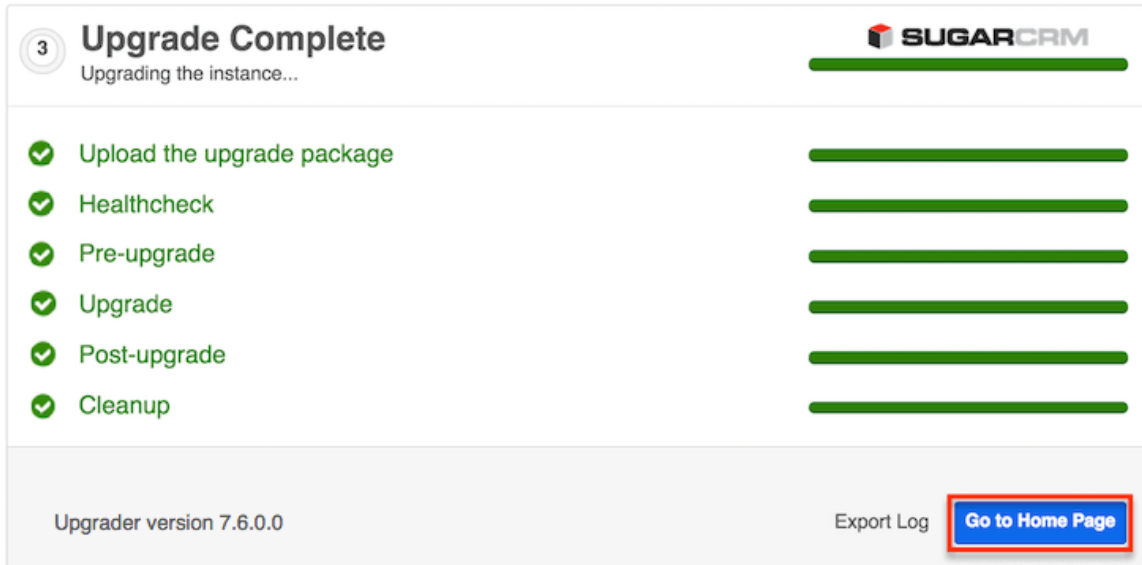 3
Upgrade Complete
SUGARCRM
Upgrading the instance...
Upload the upgrade package
Healthcheck
Pre-upgrade
Upgrade
Post-upgrade
Cleanup
Upgrader version 7.6.0.0
Export Log
Go to Home Page